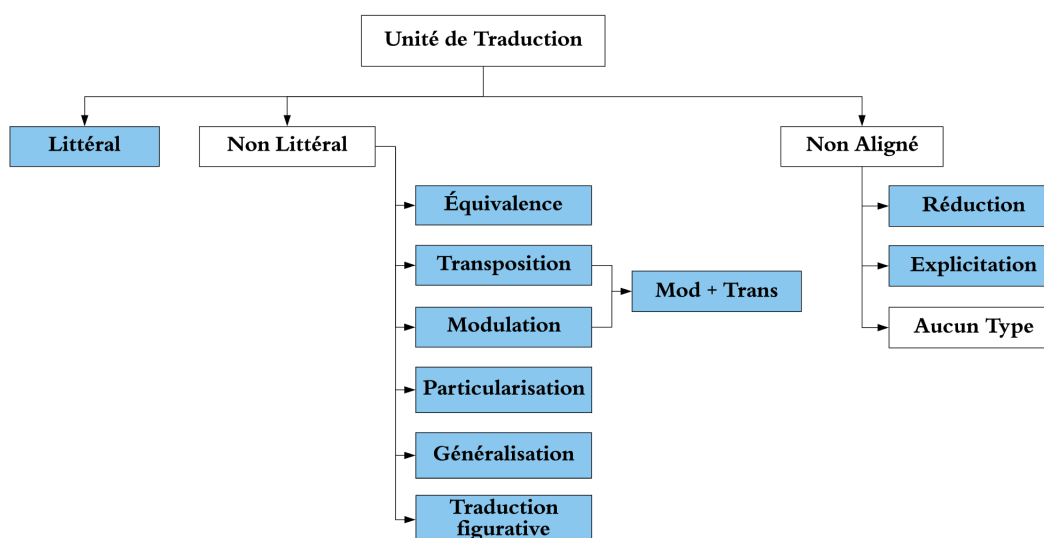 Unité de Traduction
Littéral
Non Littéral
Non Aligné
Équivalence
Transposition
Modulation
Particularisation
Généralisation
Traduction
figurative
Mod + Trans
Réduction
Explicitation
Aucun Type